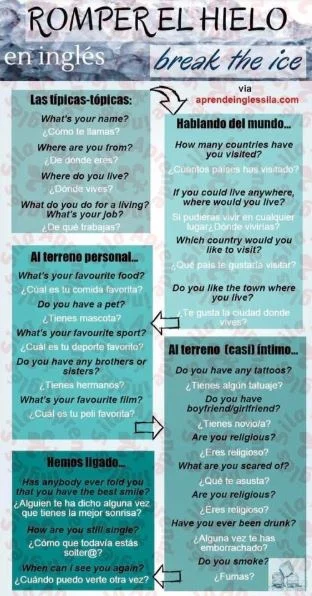 ROMPER EL HIELO
en inglés
break the ice
vía
aprendeinglessila.com
Las típicas-tópicas:
What's your name?
¿Cómo te llamas?
Where are you from?
¿De dónde eres?
Where do you live?
¿Dónde vives?
What do you do for a living?
What's your job?
¿De qué trabajas?
Hablando del mundo...
How many countries have
you visited?
¿Cuántos países has visitado?
If you could live anywhere,
where would you live?
Si pudieras vivir en cualquier
lugar¿Dónde vivirías?
Which country would you
like to visit?
¿Qué país te gustaría visitar?
Do you like the town where
you live?
¿Te gusta la ciudad donde
vives?
Al terreno personal...
What's your favourite food?
¿Cuál es tu comida favorita?
Do you have a pet?
¿Tienes mascota?
What's your favourite sport?
¿Cuál es tu deporte favorito?
Do you have any brothers or
sisters?
¿Tienes hermanos?
What's your favourite film?
¿Cuál es tu peli favorita?
Al terreno (casi) íntimo...
Do you have any tattoos?
¿Tienes algún tatuaje?
Do you have
boyfriend/girlfriend?
¿Tienes novio/a?
Are you religious?
¿Eres religioso?
What are you scared of?
¿Qué te asusta?
Are you religious?
¿Eres religioso?
Have you ever been drunk?
¿Alguna vez te has
emborrachado?
Do you smoke?
¿Fumas?
Hemos ligado...
Has anybody ever told you
that you have the best smile?
¿Alguien te ha dicho alguna vez
que tienes la mejor sonrisa?
How are you still single?
¿Cómo que todavía estás
solter@?
When can I see you again?
¿Cuándo puedo verte otra vez?